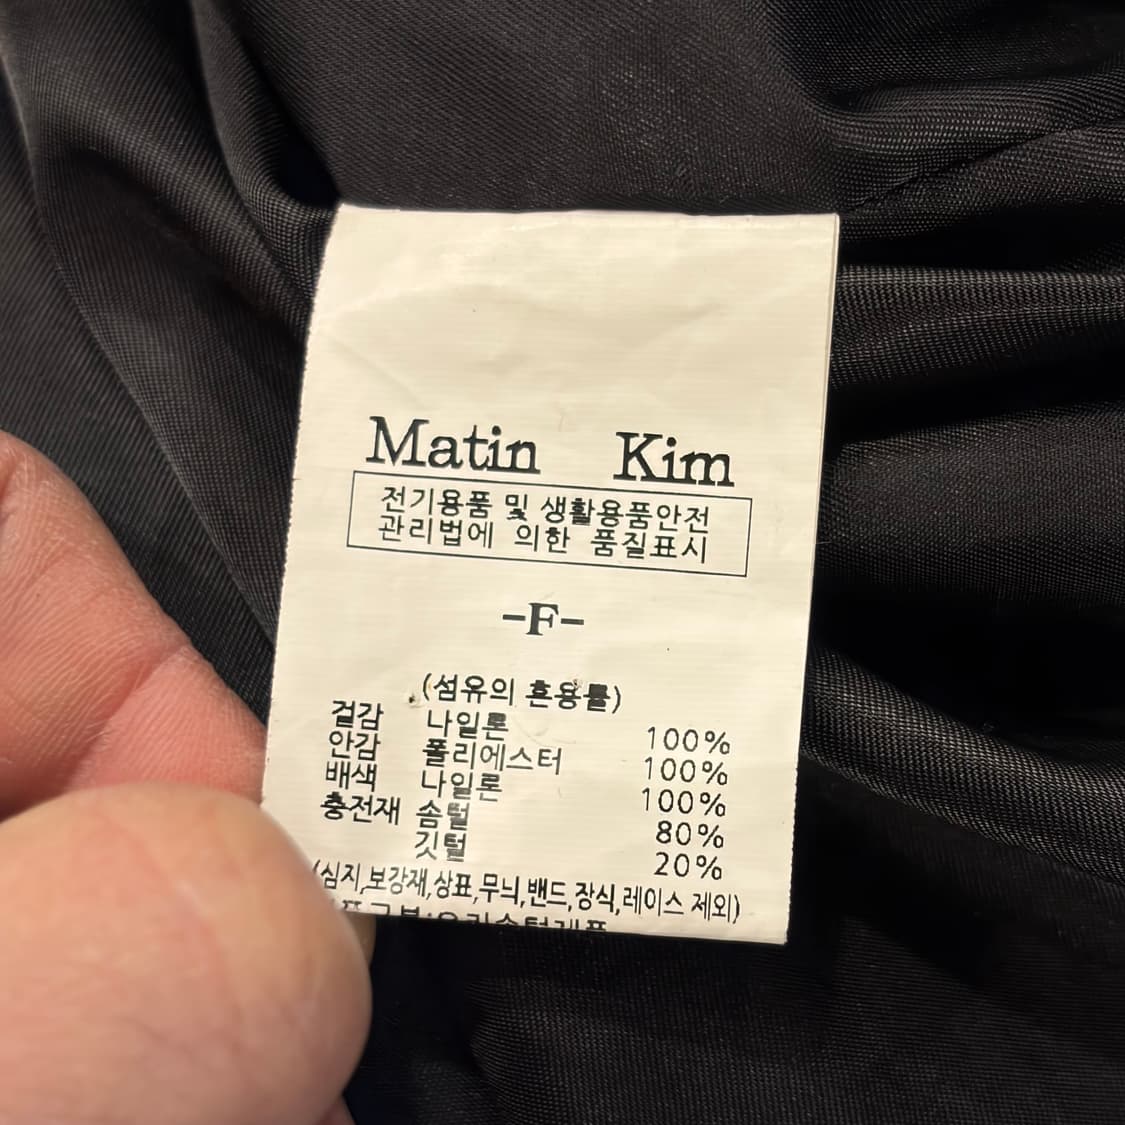 Matin Kim
전기용품 및 생활용품안전
관리법에 의한 품질표시
-F-
(섬유의 혼용률)
겉감 나일론 100%
안감 폴리에스터 100%
배색 나일론 100%
충전재 솜털 80%
깃털 20%
(심지,보강재,상표,무늬,밴드,장식,레이스 제외)